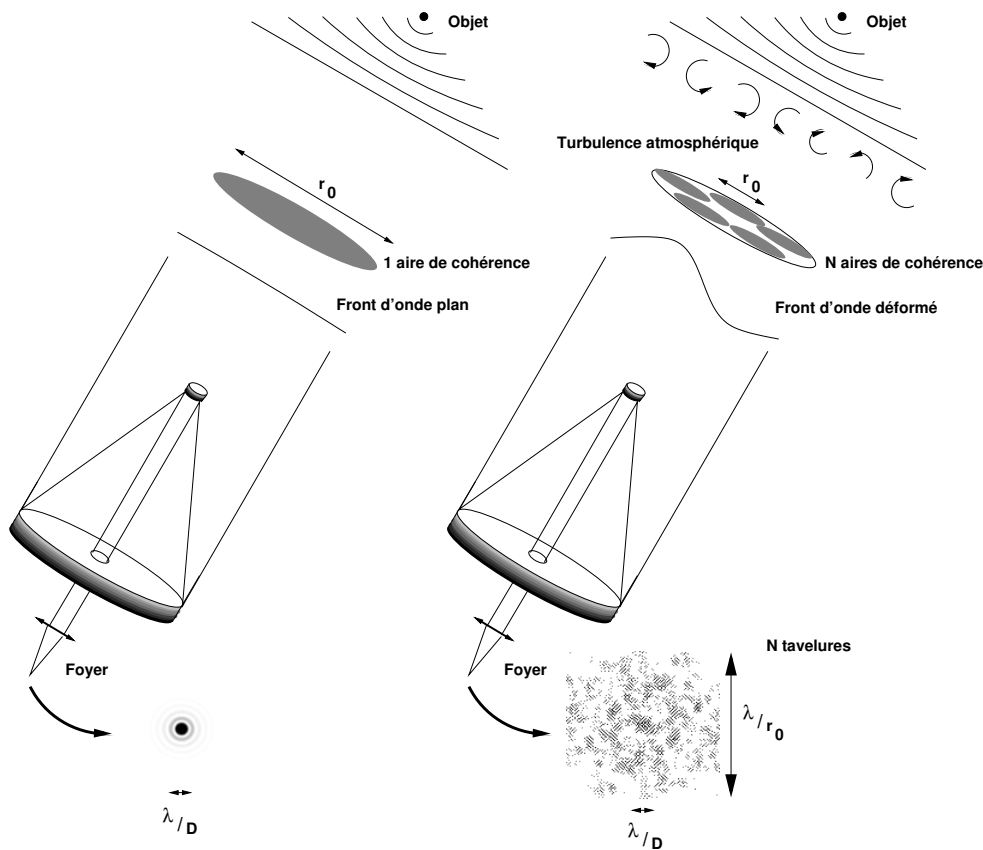 Objet
r0
1 aire de cohérence
Front d'onde plan
Foyer
λ/D
Objet
Turbulence atmosphérique
r0
N aires de cohérence
Front d'onde déformé
Foyer
N tavelures
λ/r0
λ/D